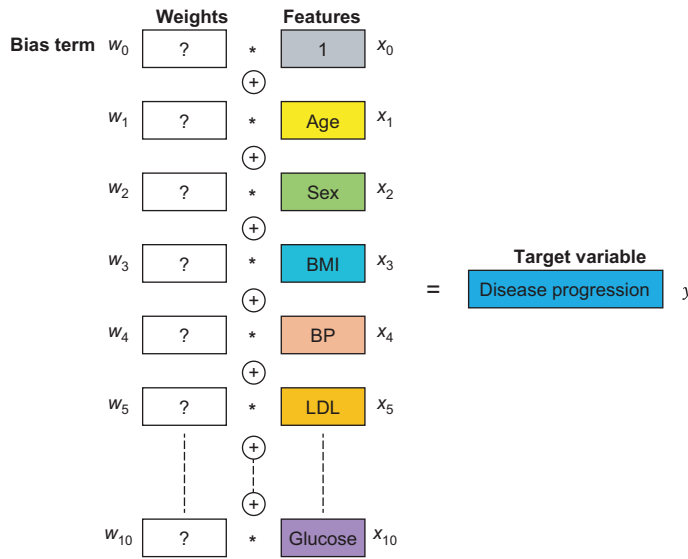 Weights Features
Bias term w0 ? * 1 x0
+
w1 ? * Age x1
+
w2 ? * Sex x2
+
w3 ? * BMI x3
+
w4 ? * BP x4
+
w5 ? * LDL x5
+
+
w10 ? * Glucose x10
=
Target variable
Disease progression y